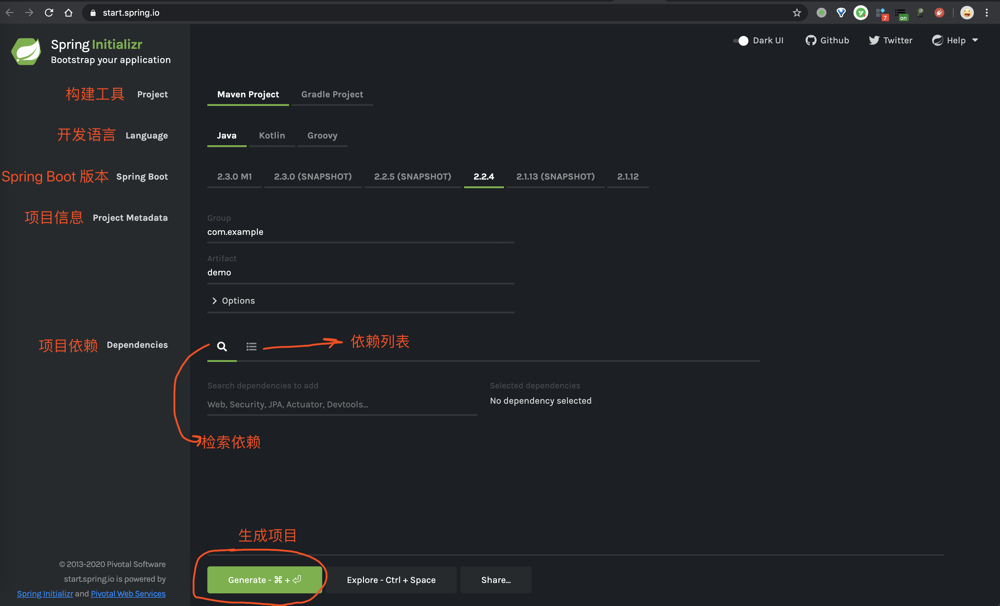 start.spring.io
Spring Initializr
Bootstrap your application
Dark UI
Github
Twitter
Help
构建工具 Project
Maven Project
Gradle Project
开发语言 Language
Java
Kotlin
Groovy
Spring Boot 版本 Spring Boot
2.3.0 M1
2.3.0 (SNAPSHOT)
2.2.5 (SNAPSHOT)
2.2.4
2.1.13 (SNAPSHOT)
2.1.12
项目信息 Project Metadata
Group
com.example
Artifact
demo
Options
项目依赖 Dependencies
依赖列表
Search dependencies to add
Web, Security, JPA, Actuator, Devtools...
Selected dependencies
No dependency selected
检索依赖
生成项目
Generate - ⌘ + ⏎
Explore - Ctrl + Space
Share...
© 2013-2020 Pivotal Software
start.spring.io is powered by
Spring Initializr and Pivotal Web Services